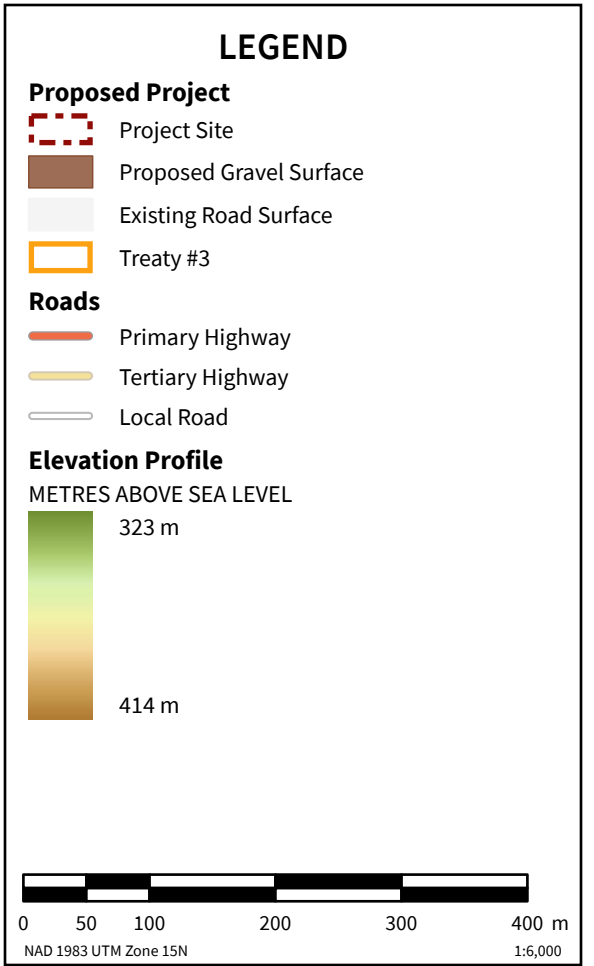 LEGEND
Proposed Project
Project Site
Proposed Gravel Surface
Existing Road Surface
Treaty #3
Roads
Primary Highway
Tertiary Highway
Local Road
Elevation Profile
METRES ABOVE SEA LEVEL
323 m
414 m
0 50 100 200 300 400 m
NAD 1983 UTM Zone 15N 1:6,000